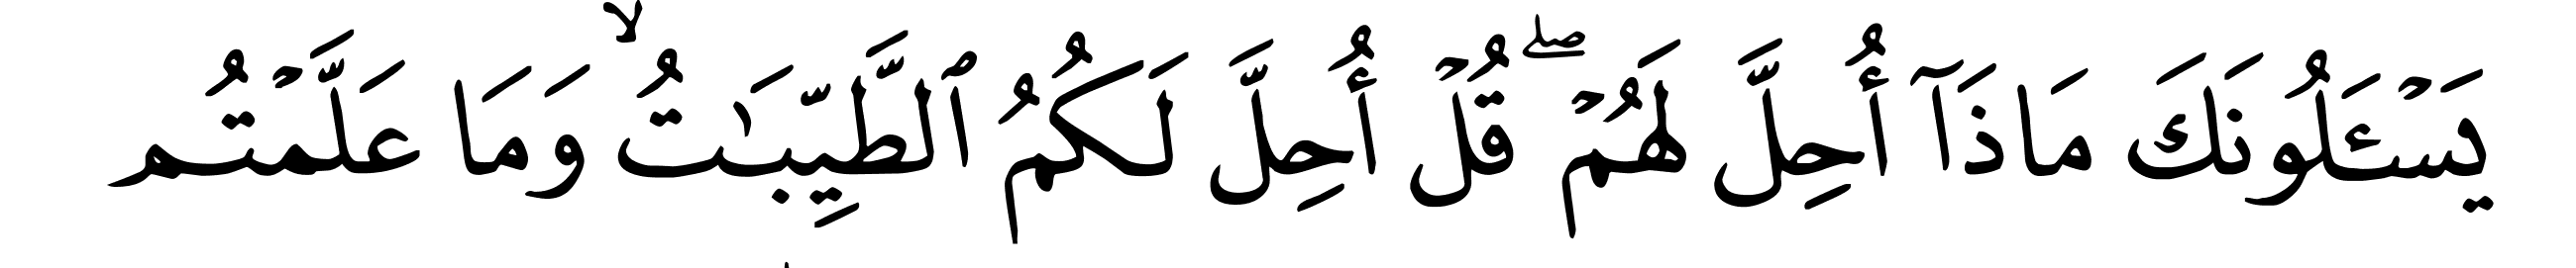 يَسۡـَٔلُونَكَ مَاذَآ أُحِلَّ لَهُمۡۖ قُلۡ أُحِلَّ لَكُمُ ٱلطَّيِّبَٰتُۙ وَمَا عَلَّمۡتُم